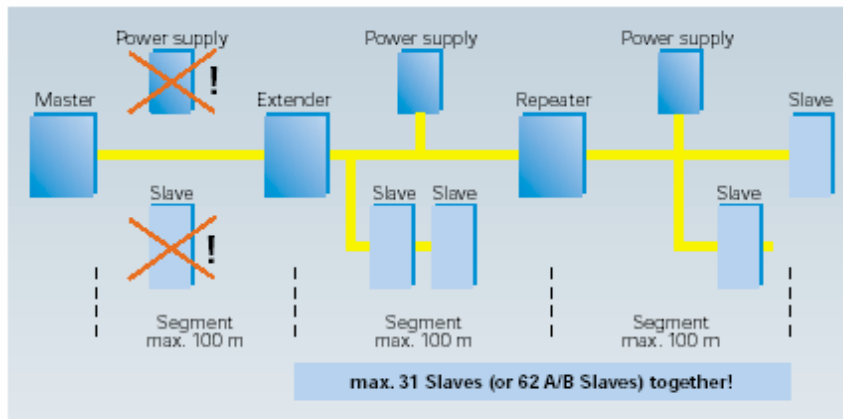 Power supply
Power supply
Power supply
!
Master
Extender
Repeater
Slave
Slave
Slave
Slave
Slave
!
Segment
max. 100 m
Segment
max. 100 m
Segment
max. 100 m
max. 31 Slaves (or 62 A/B Slaves) together!